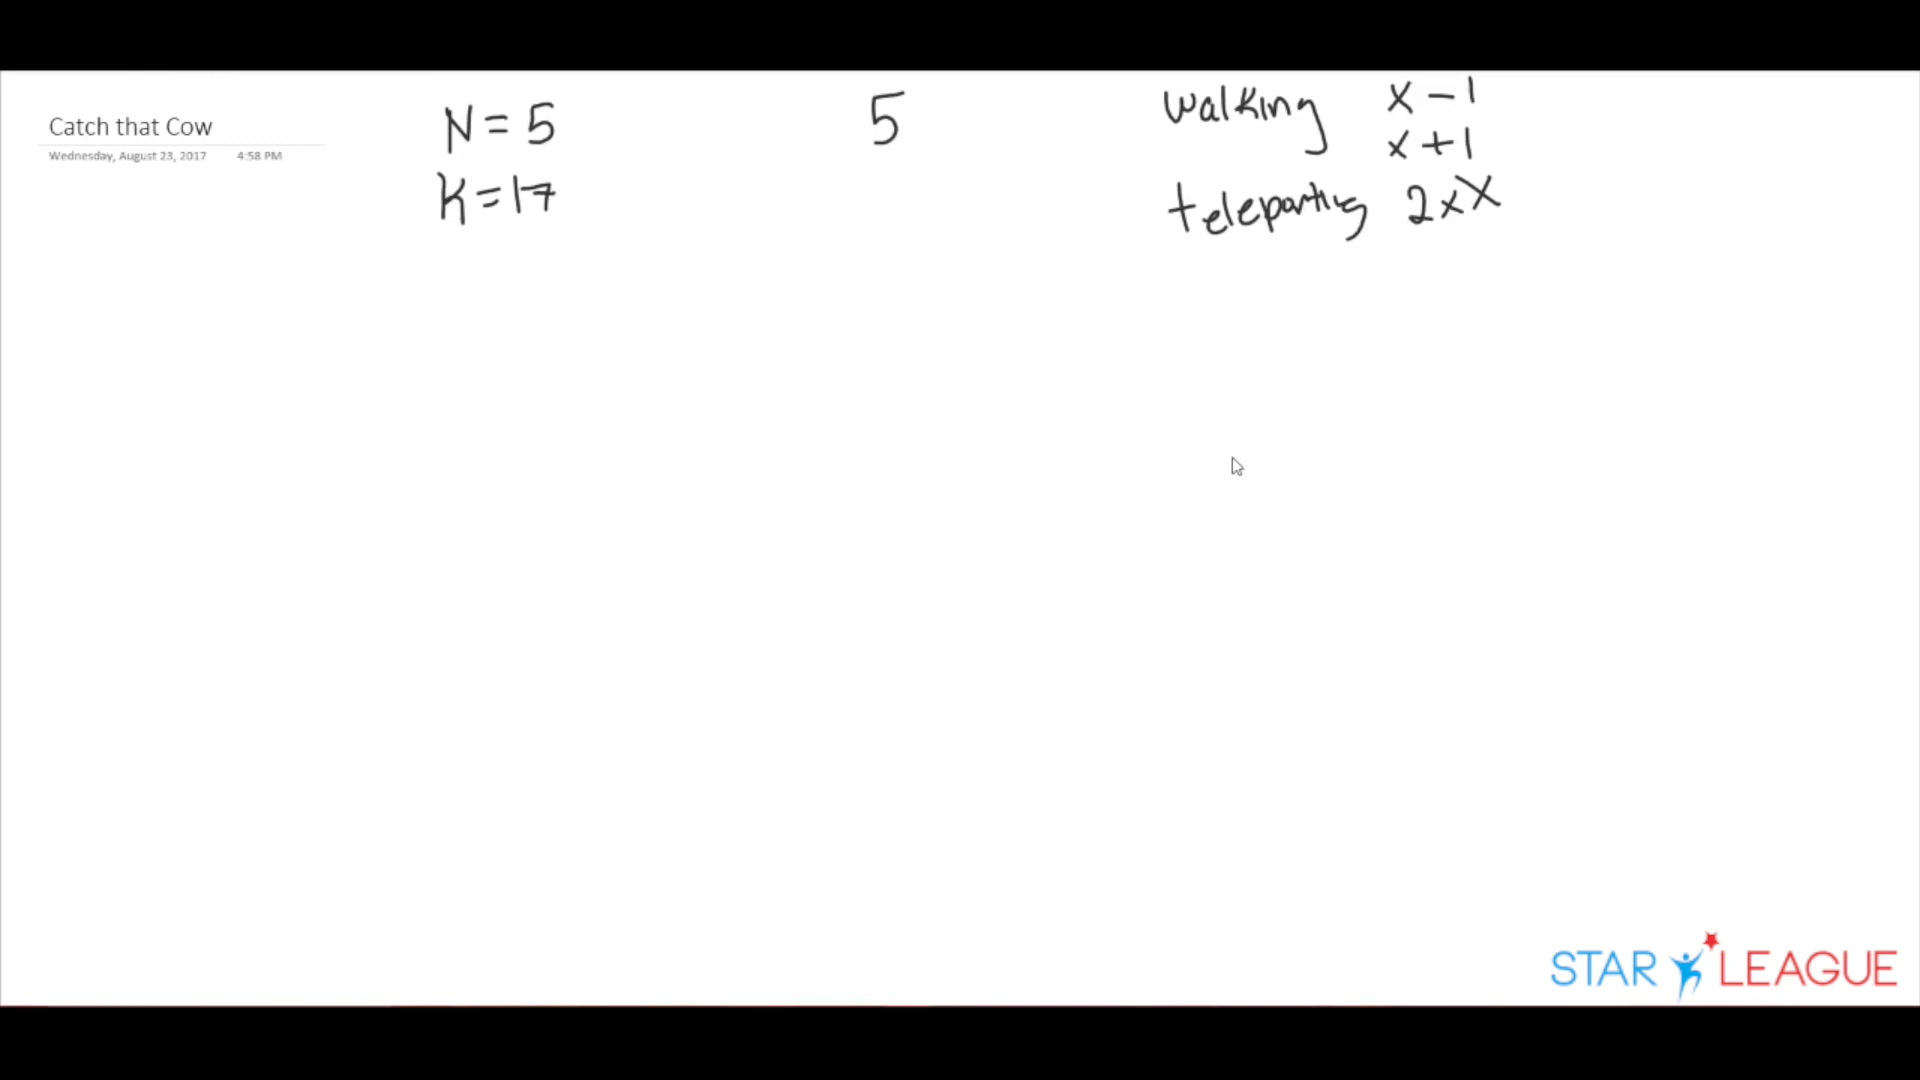 Catch that Cow
Wednesday, August 23, 2017 4:58 PM
N = 5
K = 17
5
walking x - 1
x + 1
teleporting 2xX
STAR LEAGUE